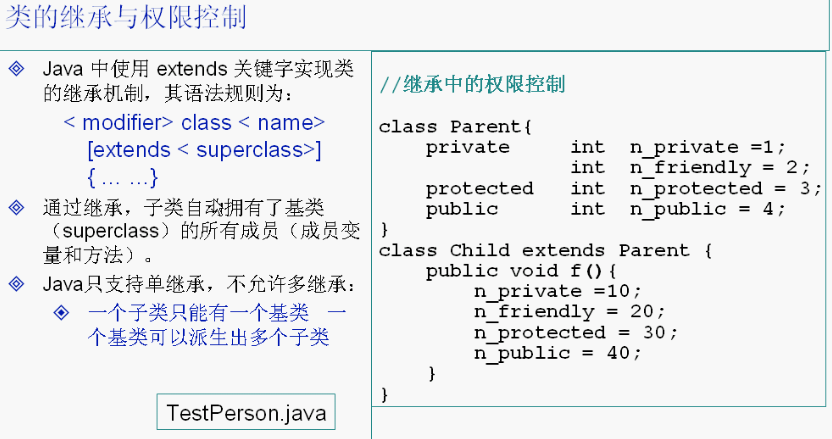 类的继承与权限控制
Java 中使用 extends 关键字实现类
的继承机制，其语法规则为：
< modifier> class < name>
[extends < superclass>]
{ … …}
通过继承，子类自动拥有了基类
（superclass）的所有成员（成员变
量和方法）。
Java只支持单继承，不允许多继承：
一个子类只能有一个基类 一
个基类可以派生出多个子类
TestPerson.java
//继承中的权限控制
class Parent{
    private     int  n_private =1;
                int  n_friendly = 2;
    protected   int  n_protected = 3;
    public      int  n_public = 4;
}
class Child extends Parent {
    public void f(){
        n_private =10;
        n_friendly = 20;
        n_protected = 30;
        n_public = 40;
    }
}